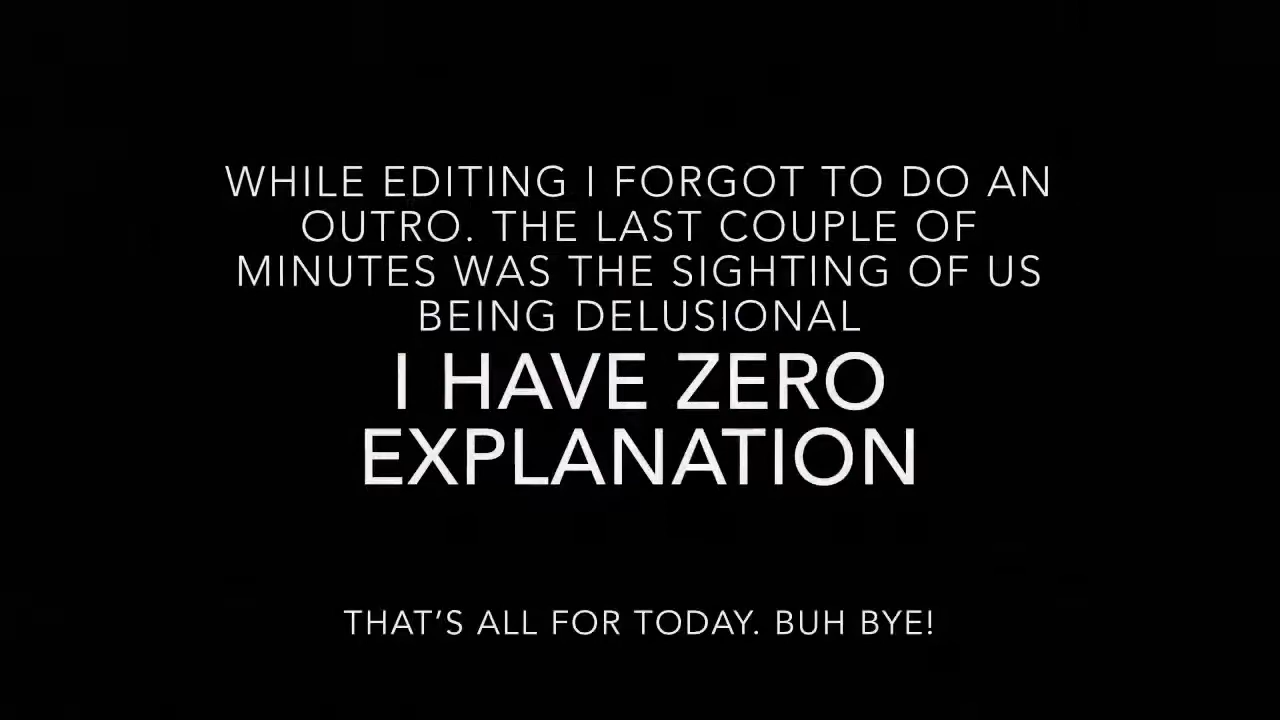 WHILE EDITING I FORGOT TO DO AN
OUTRO. THE LAST COUPLE OF
MINUTES WAS THE SIGHTING OF US
BEING DELUSIONAL
I HAVE ZERO
EXPLANATION
THAT’S ALL FOR TODAY. BUH BYE!